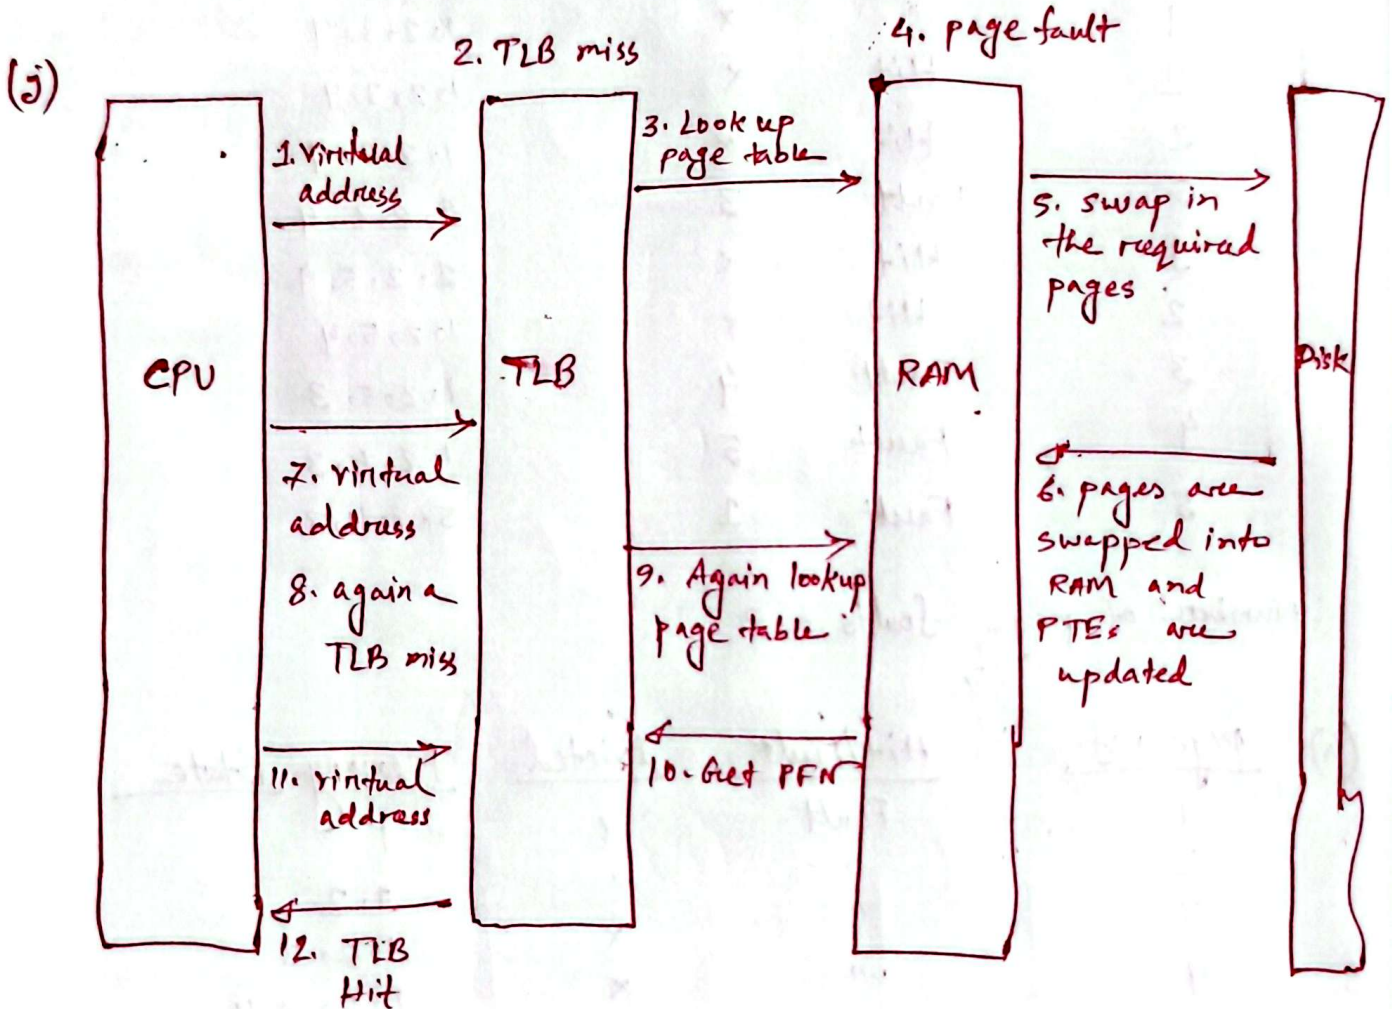 (j)
2. TLB miss
4. page fault
1. virtual
address
3. Look up
page table
5. swap in
the required
pages
CPU
TLB
RAM
Disk
7. virtual
address
8. again a
TLB miss
9. Again lookup
page table
6. pages are
swapped into
RAM and
PTEs are
updated
10. Get PFN
11. virtual
address
12. TLB
Hit